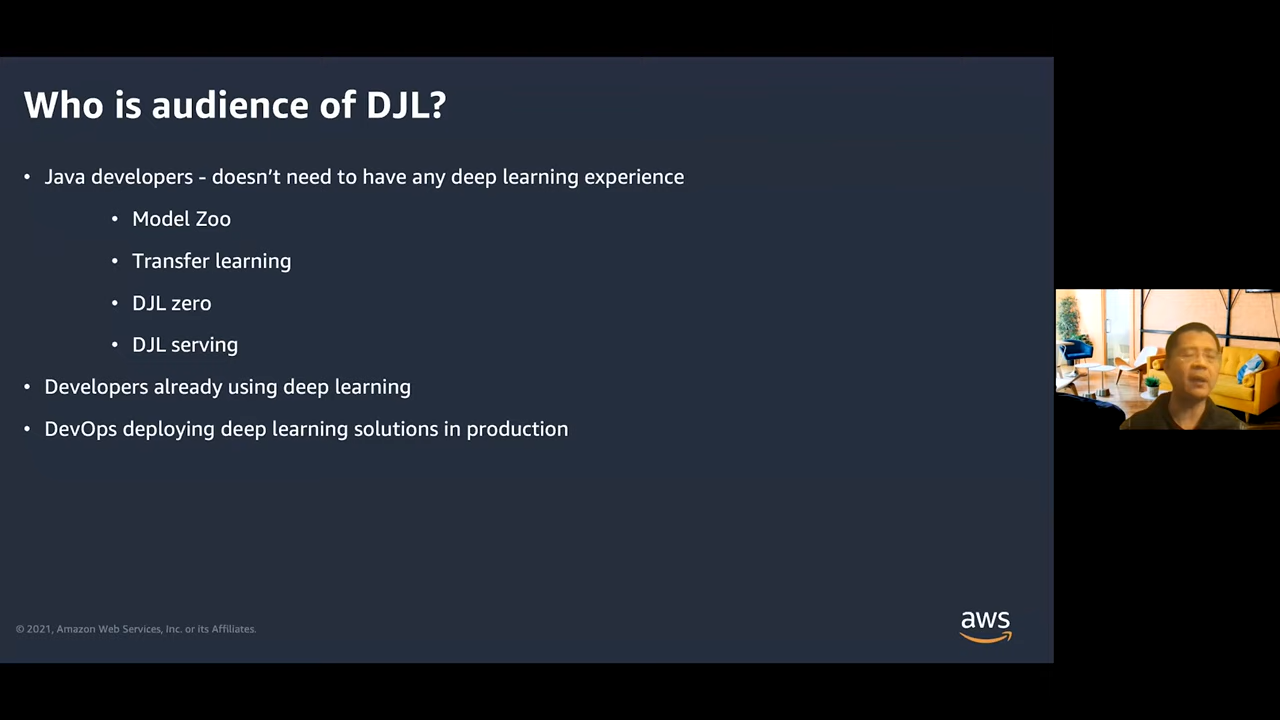 Who is audience of DJL?
• Java developers - doesn’t need to have any deep learning experience
• Model Zoo
• Transfer learning
• DJL zero
• DJL serving
• Developers already using deep learning
• DevOps deploying deep learning solutions in production
© 2021, Amazon Web Services, Inc. or its Affiliates.
aws